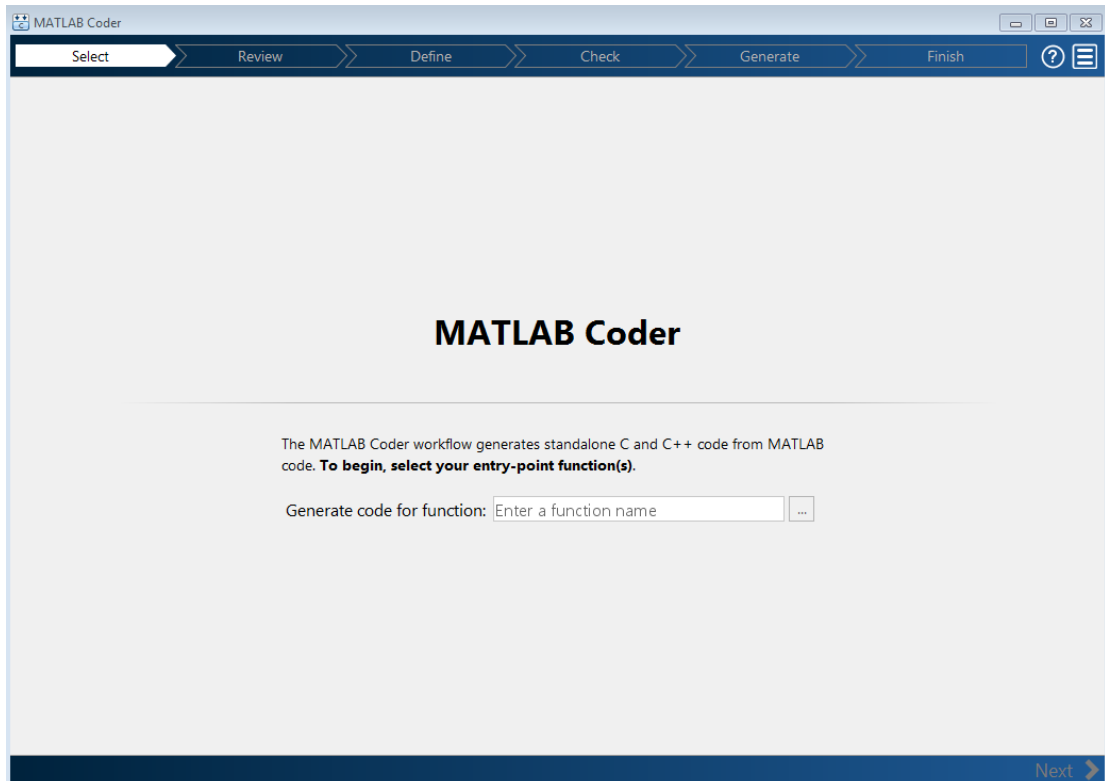 MATLAB Coder
Select
Review
Define
Check
Generate
Finish
MATLAB Coder
The MATLAB Coder workflow generates standalone C and C++ code from MATLAB
code. To begin, select your entry-point function(s).
Generate code for function:
Enter a function name
...
Next